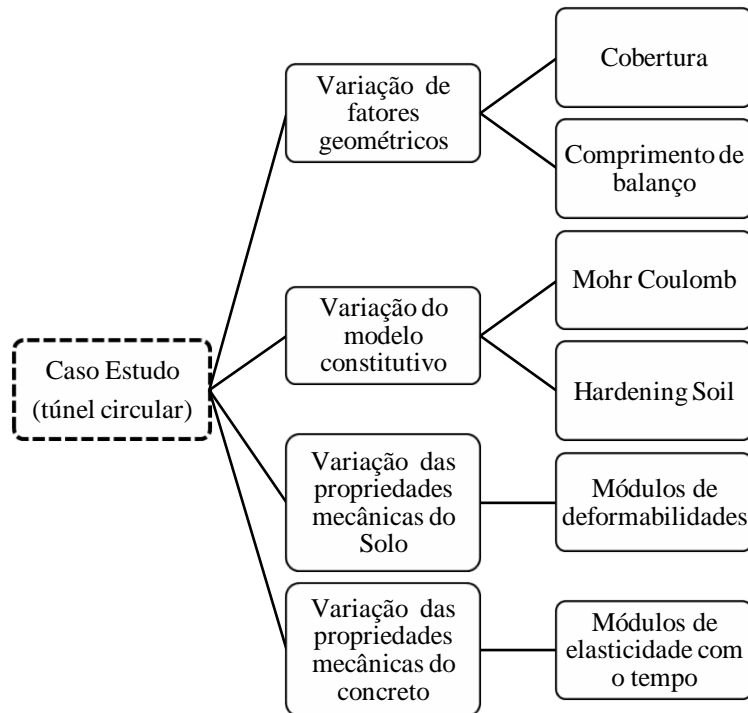 Caso Estudo
(túnel circular)
Variação de
fatores
geométricos
Cobertura
Comprimento de
balanço
Variação do
modelo
constitutivo
Mohr Coulomb
Hardening Soil
Variação das
propriedades
mecânicas do
Solo
Módulos de
deformabilidades
Variação das
propriedades
mecânicas do
concreto
Módulos de
elasticidade com
o tempo